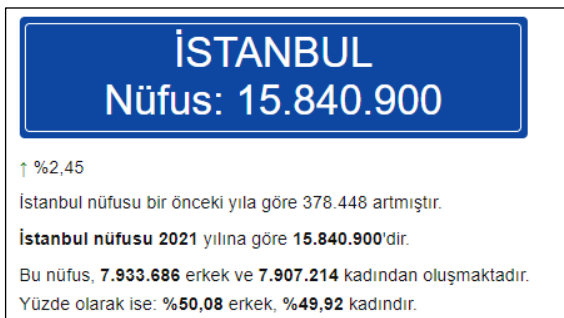 İSTANBUL
Nüfus: 15.840.900
↑ %2,45
İstanbul nüfusu bir önceki yıla göre 378.448 artmıştır.
İstanbul nüfusu 2021 yılına göre 15.840.900'dir.
Bu nüfus, 7.933.686 erkek ve 7.907.214 kadından oluşmaktadır.
Yüzde olarak ise: %50,08 erkek, %49,92 kadındır.